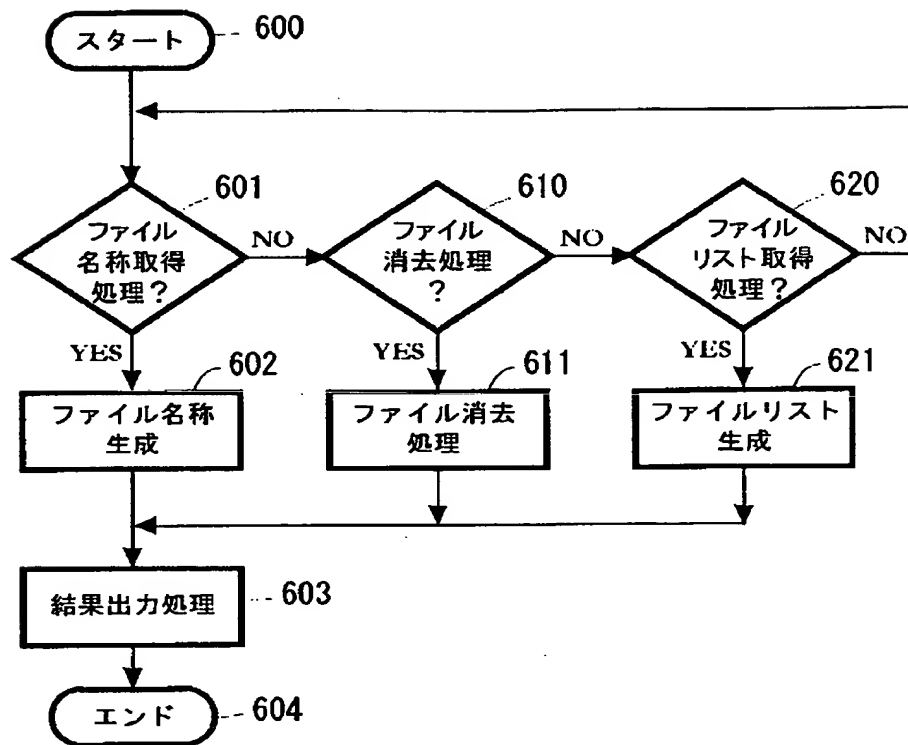 スタート
600
601
ファイル
名称取得
処理？
NO
610
ファイル
消去処理
？
NO
620
ファイル
リスト取得
処理？
NO
YES
602
ファイル名称
生成
YES
611
ファイル消去
処理
YES
621
ファイルリスト
生成
結果出力処理
603
エンド
604